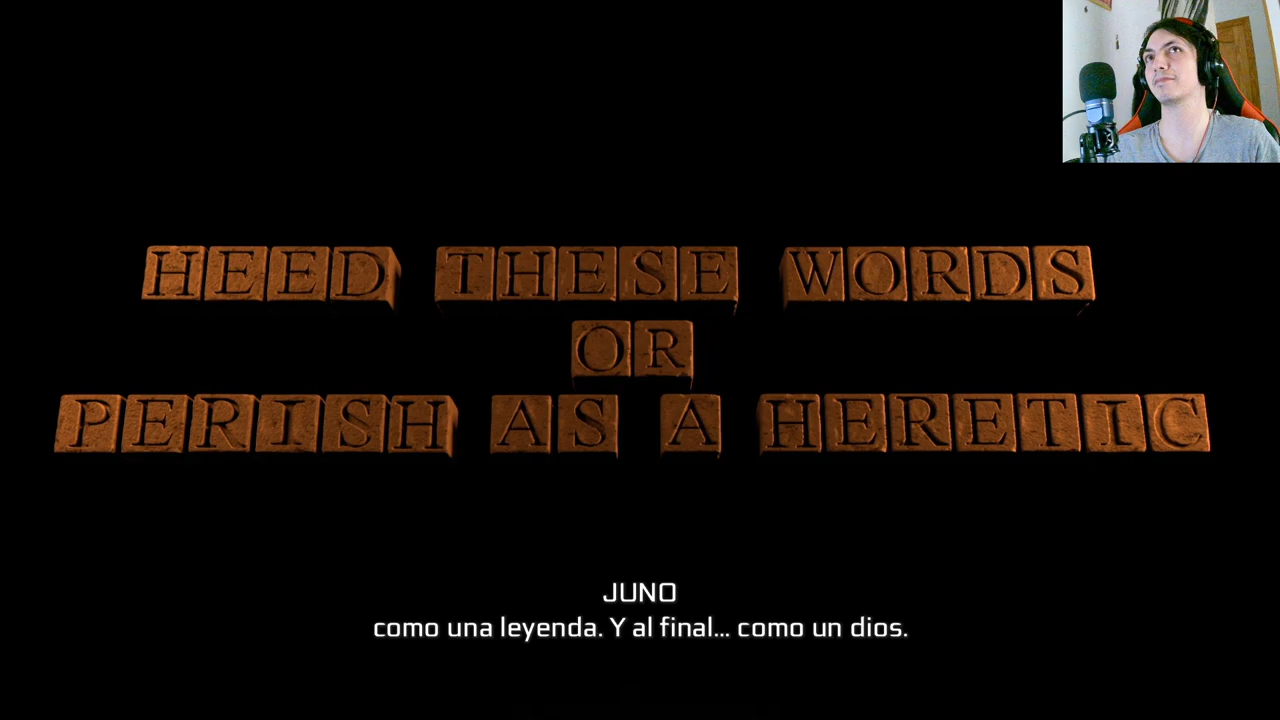 HEED THESE WORDS
OR
PERISH AS A HERETIC
JUNO
como una leyenda. Y al final... como un dios.